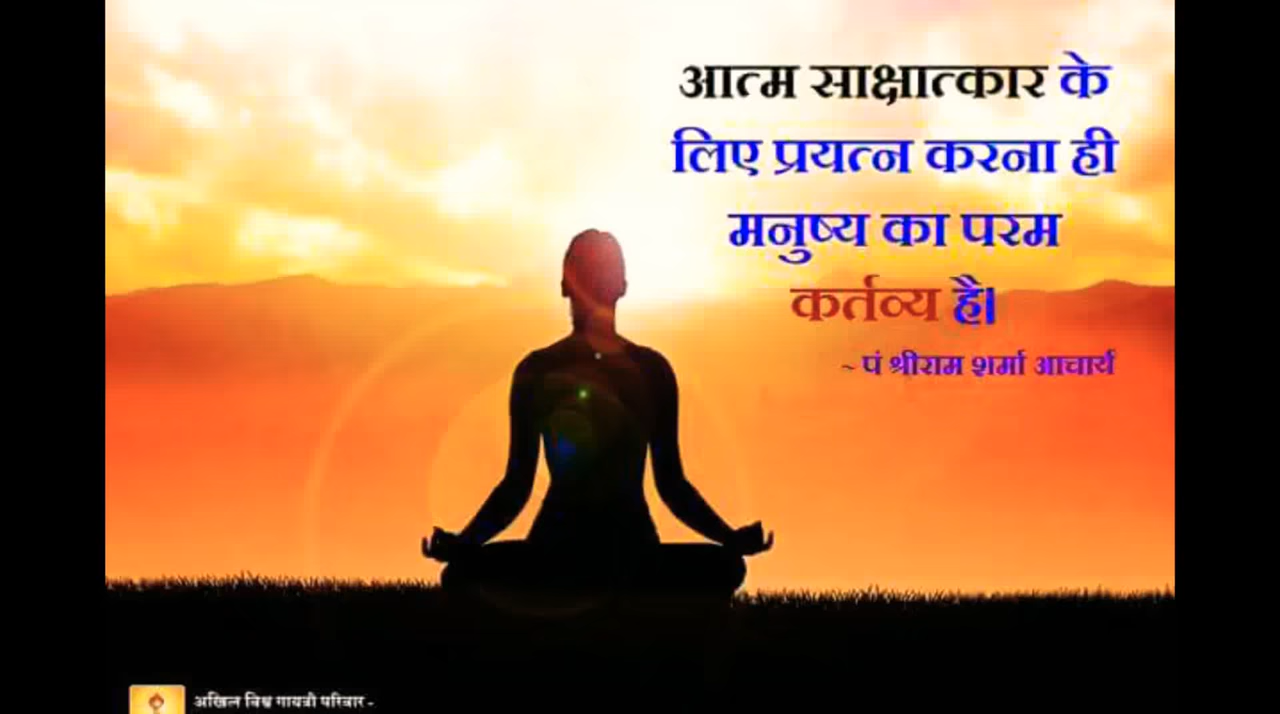 आत्म साक्षात्कार के
लिए प्रयत्न करना ही
मनुष्य का परम
कर्तव्य है।
~ पं श्रीराम शर्मा आचार्य
अखिल विश्व गायत्री परिवार -